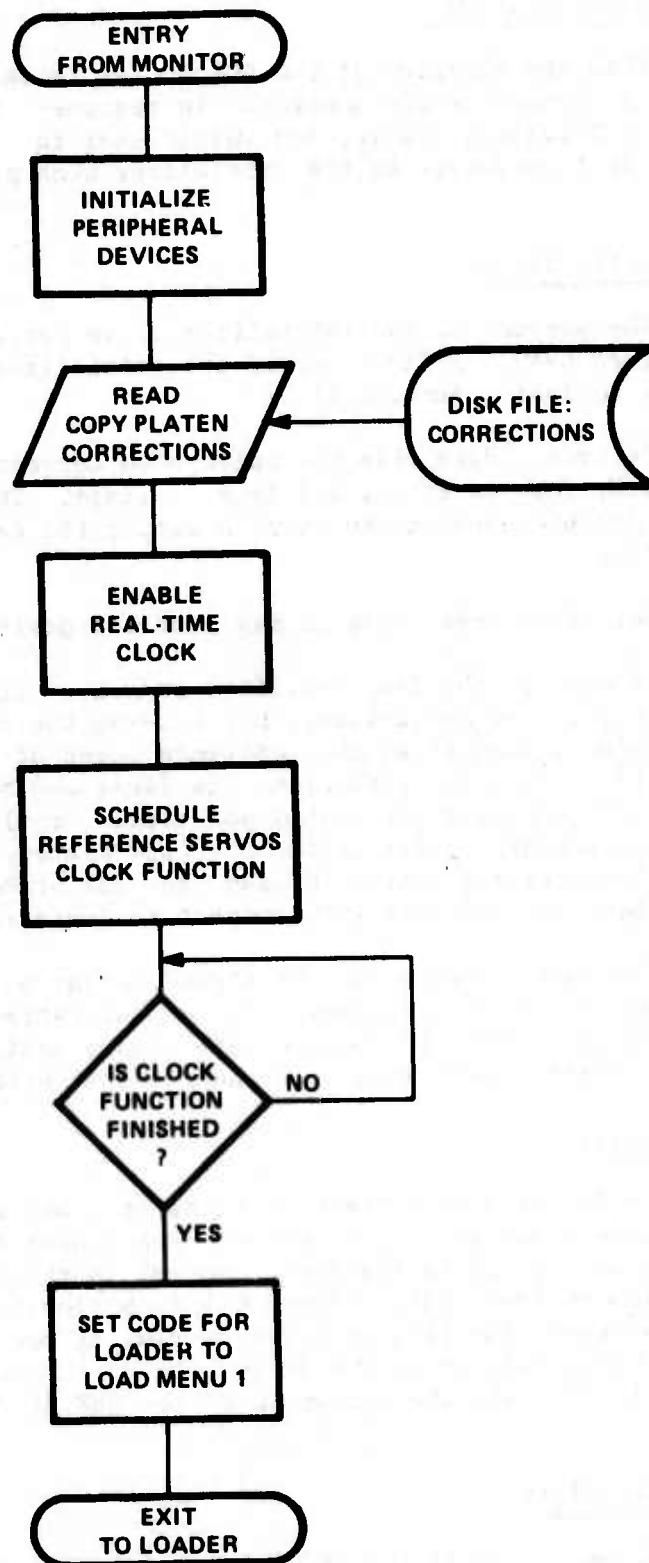 ENTRY
FROM MONITOR
INITIALIZE
PERIPHERAL
DEVICES
READ
COPY PLATEN
CORRECTIONS
DISK FILE:
CORRECTIONS
ENABLE
REAL-TIME
CLOCK
SCHEDULE
REFERENCE SERVOS
CLOCK FUNCTION
IS CLOCK
FUNCTION
FINISHED
?
NO
YES
SET CODE FOR
LOADER TO
LOAD MENU 1
EXIT
TO LOADER